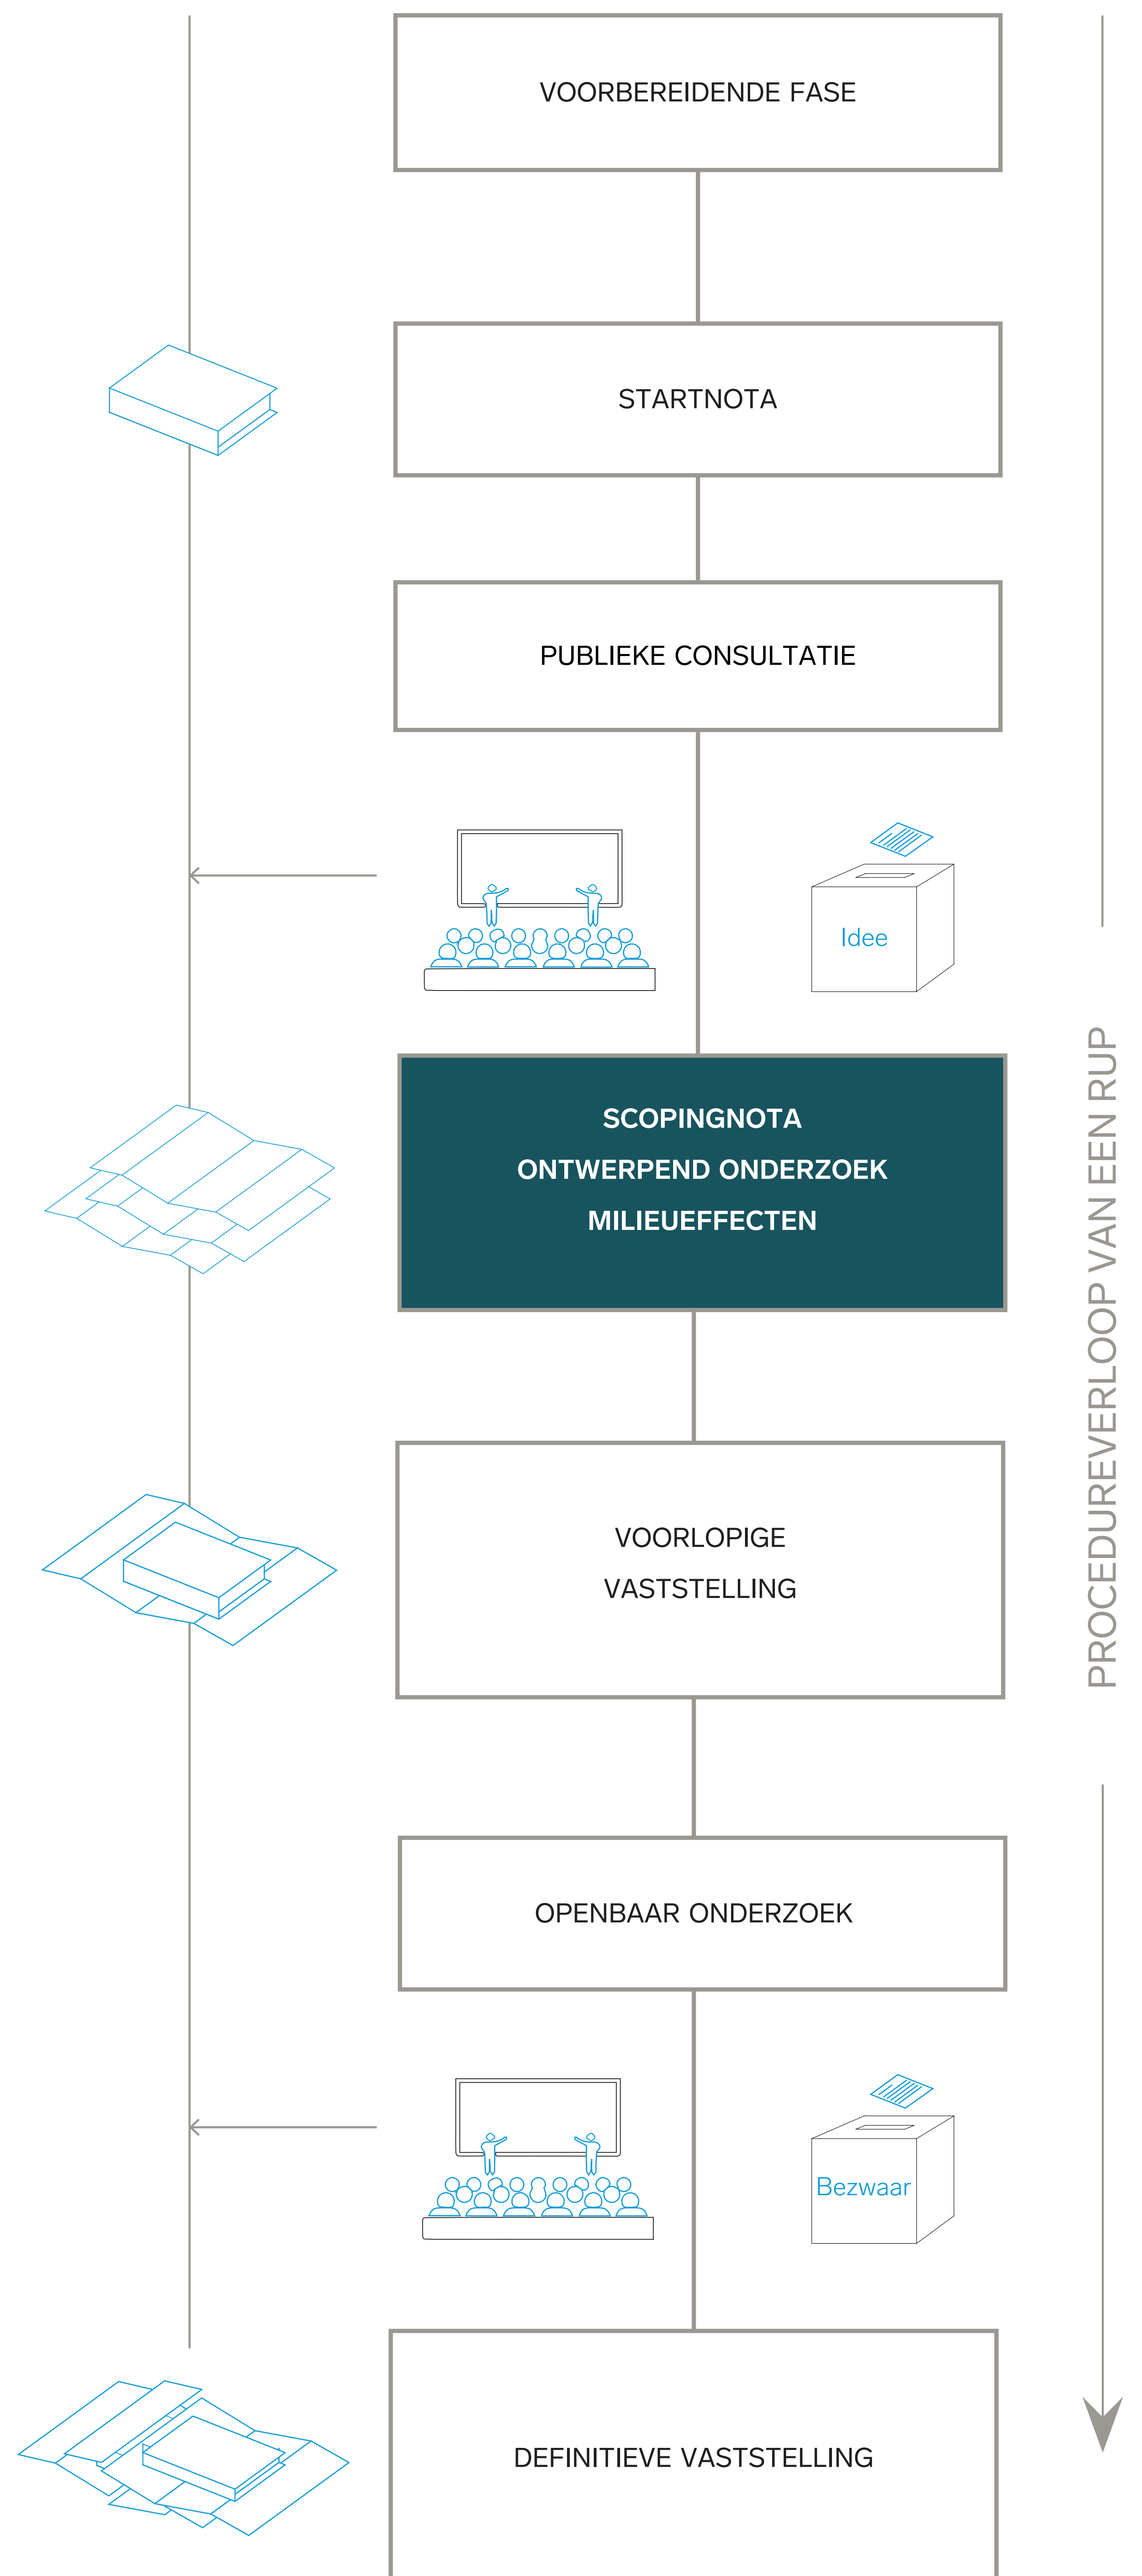 VOORBEREIDENDE FASE
STARTNOTA
PUBLIEKE CONSULTATIE
Idee
SCOPINGNOTA
ONTWERPEND ONDERZOEK
MILIEUEFFECTEN
PROCEDUREVERLOOP VAN EEN RUP
VOORLOPIGE
VASTSTELLING
OPENBAAR ONDERZOEK
Bezwaar
DEFINITIEVE VASTSTELLING